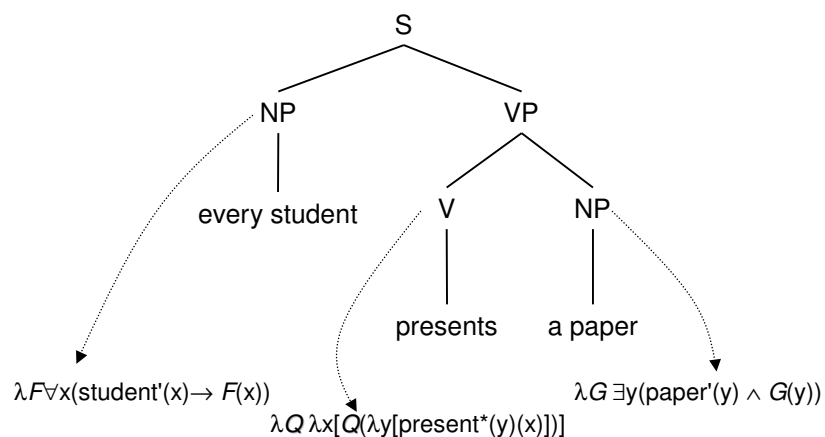 S
NP VP
every student V NP
presents a paper
λF∀x(student'(x)→ F(x)) λG ∃y(paper'(y) ∧ G(y))
λQ λx[Q(λy[present*(y)(x)])]